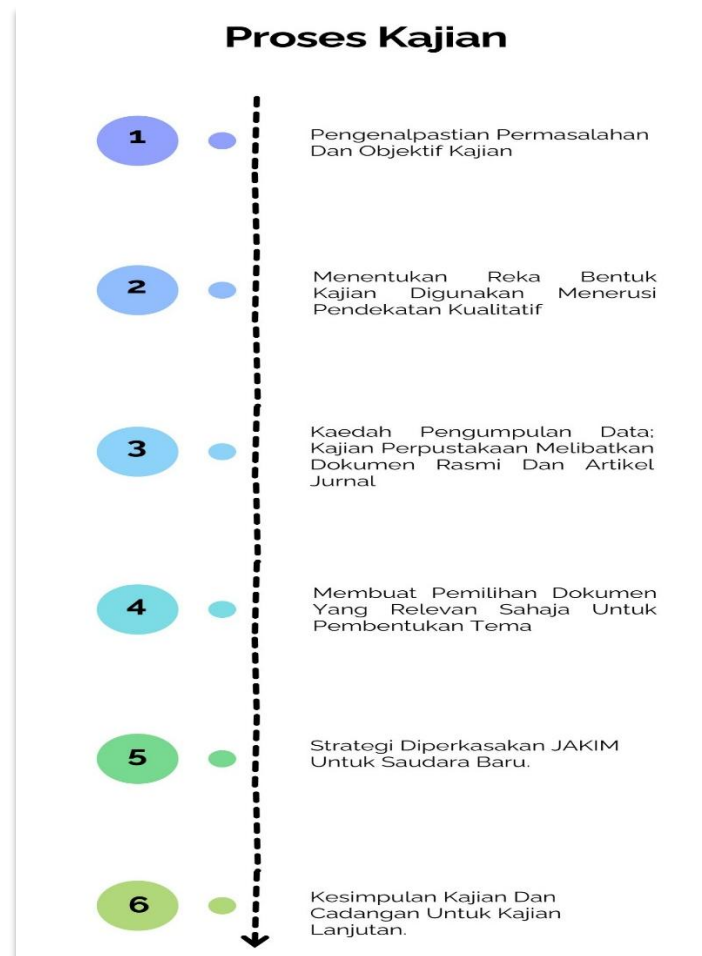 Proses Kajian
1
Pengenalpastian Permasalahan
Dan Objektif Kajian
2
Menentukan Reka Bentuk
Kajian Digunakan Menerusi
Pendekatan Kualitatif
3
Kaedah Pengumpulan Data;
Kajian Perpustakaan Melibatkan
Dokumen Rasmi Dan Artikel
Jurnal
4
Membuat Pemilihan Dokumen
Yang Relevan Sahaja Untuk
Pembentukan Tema
5
Strategi Diperkasakan JAKIM
Untuk Saudara Baru.
6
Kesimpulan Kajian Dan
Cadangan Untuk Kajian
Lanjutan.